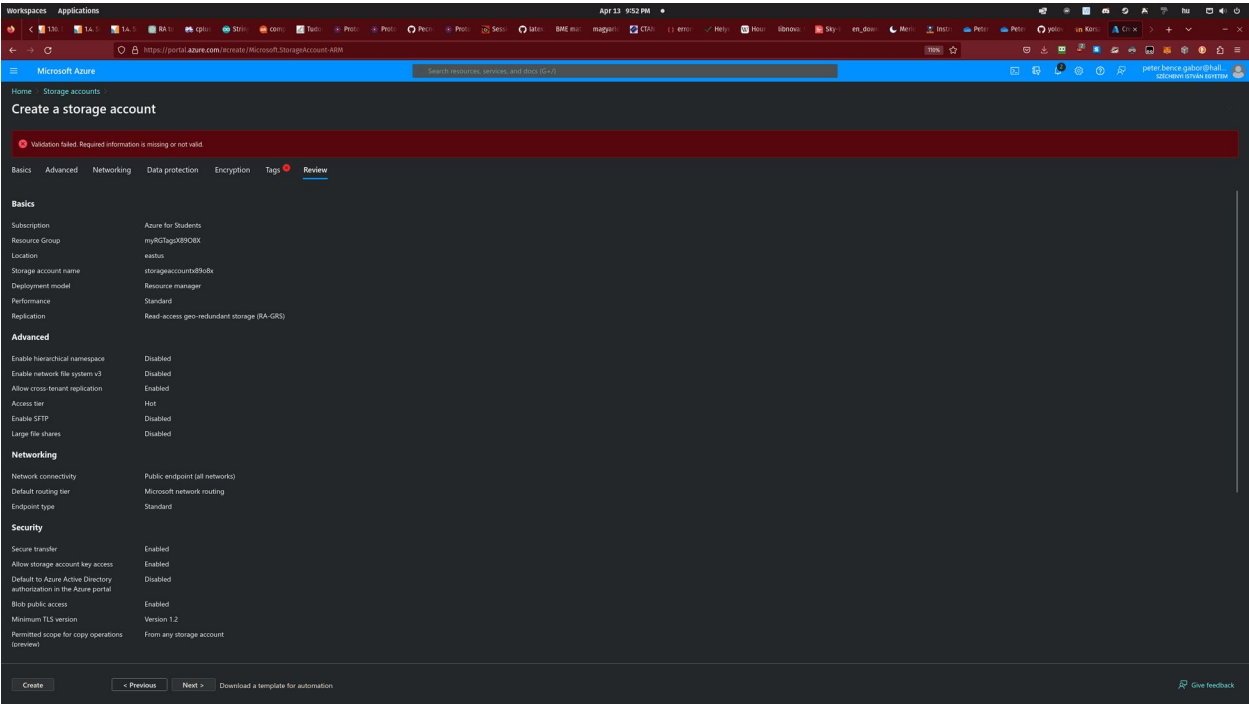 Workspaces Applications Apr 13 9:52 PM hu
https://portal.azure.com/#create/Microsoft.StorageAccount-ARM 110%
Microsoft Azure Search resources, services, and docs (G+/) 2 peter.bence.gabor@hall...
SZÉCHENYI ISTVÁN EGYETEM
Home > Storage accounts >
Create a storage account
Validation failed. Required information is missing or not valid.
Basics Advanced Networking Data protection Encryption Tags Review
Basics
Subscription Azure for Students
Resource Group myRGTagsX89O8X
Location eastus
Storage account name storageaccountx89o8x
Deployment model Resource manager
Performance Standard
Replication Read-access geo-redundant storage (RA-GRS)
Advanced
Enable hierarchical namespace Disabled
Enable network file system v3 Disabled
Allow cross-tenant replication Enabled
Access tier Hot
Enable SFTP Disabled
Large file shares Disabled
Networking
Network connectivity Public endpoint (all networks)
Default routing tier Microsoft network routing
Endpoint type Standard
Security
Secure transfer Enabled
Allow storage account key access Enabled
Default to Azure Active Directory Disabled
authorization in the Azure portal
Blob public access Enabled
Minimum TLS version Version 1.2
Permitted scope for copy operations From any storage account
(preview)
Create < Previous Next > Download a template for automation Give feedback